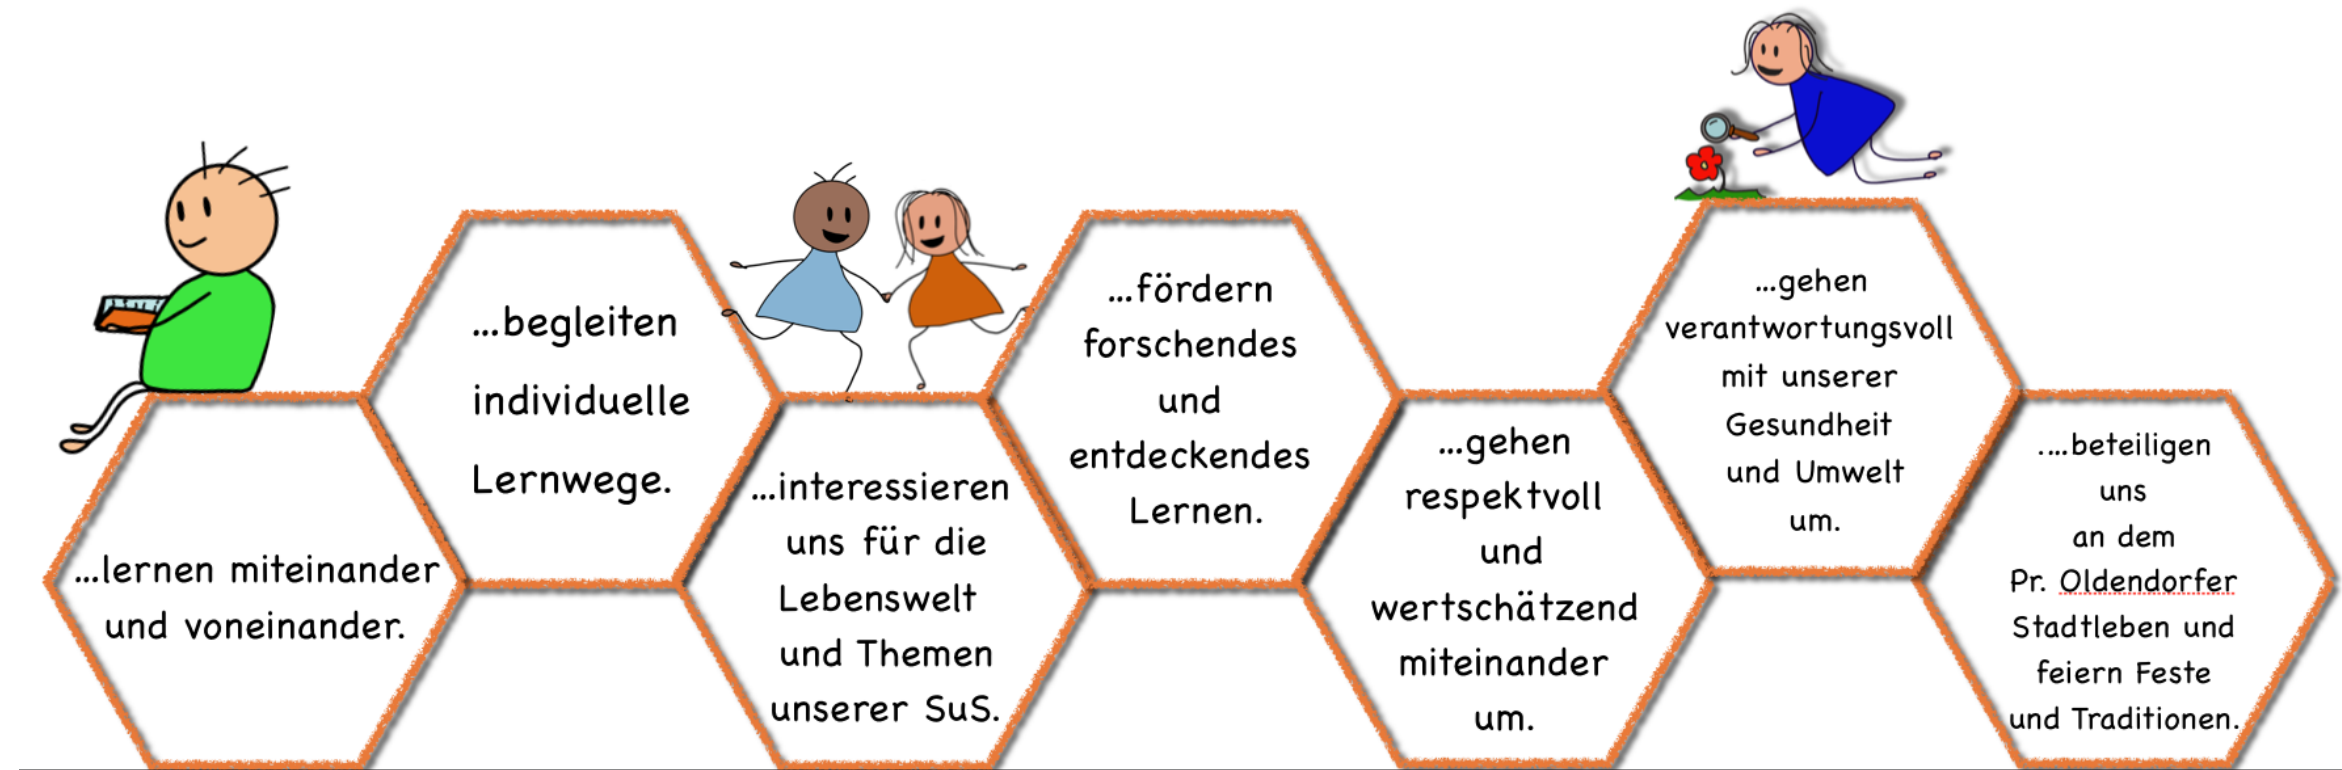 ...lernen miteinander
und voneinander.
...begleiten
individuelle
Lernwege.
...interessieren
uns für die
Lebenswelt
und Themen
unserer SuS.
...fördern
forschendes
und
entdeckendes
Lernen.
...gehen
respektvoll
und
wertschätzend
miteinander
um.
...gehen
verantwortungsvoll
mit unserer
Gesundheit
und Umwelt
um.
....beteiligen
uns
an dem
Pr. Oldendorfer
Stadtleben und
feiern Feste
und Traditionen.